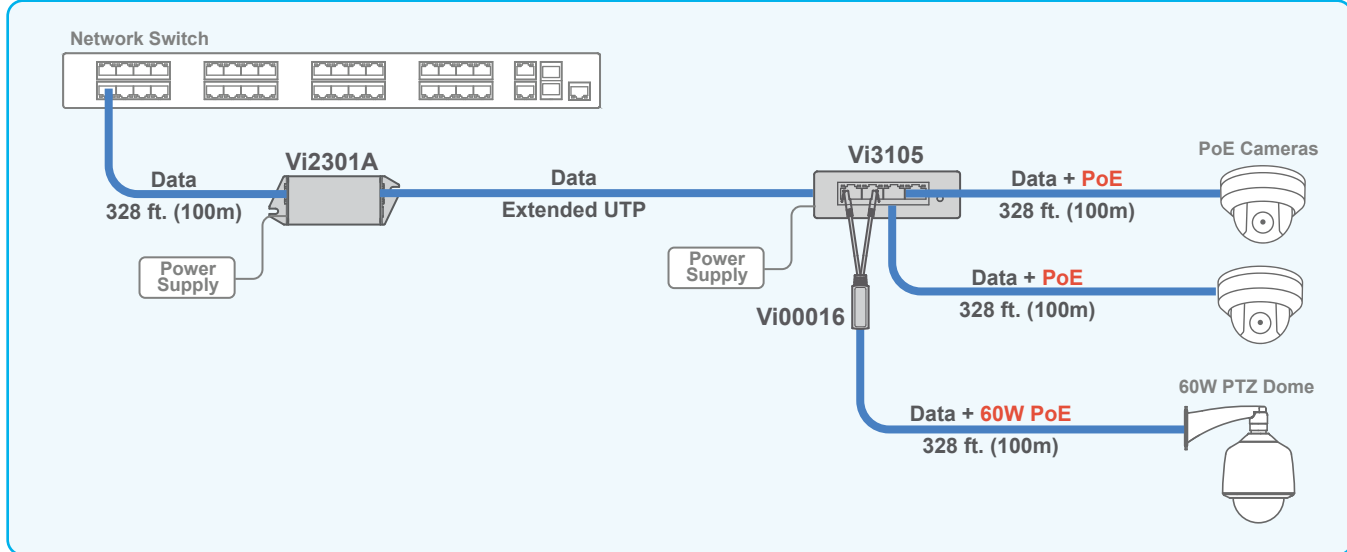 Network Switch
Vi2301A
Data
328 ft. (100m)
Power
Supply
Data
Extended UTP
Vi3105
Power
Supply
PoE Cameras
Data + PoE
328 ft. (100m)
Data + PoE
328 ft. (100m)
Vi00016
60W PTZ Dome
Data + 60W PoE
328 ft. (100m)